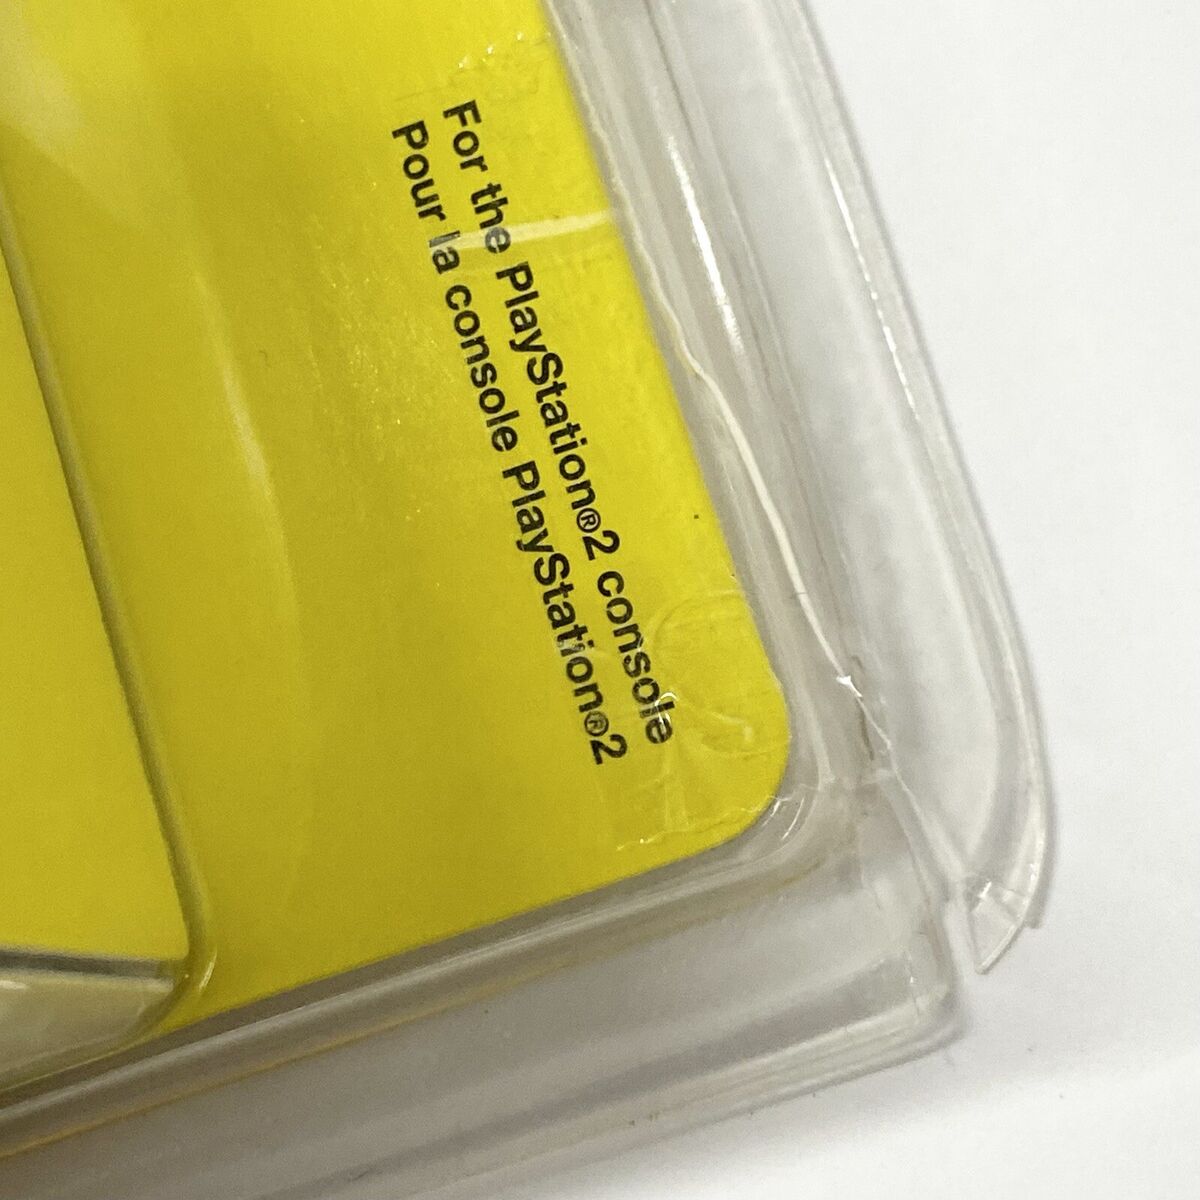 For the PlayStation®2 console
Pour la console PlayStation®2